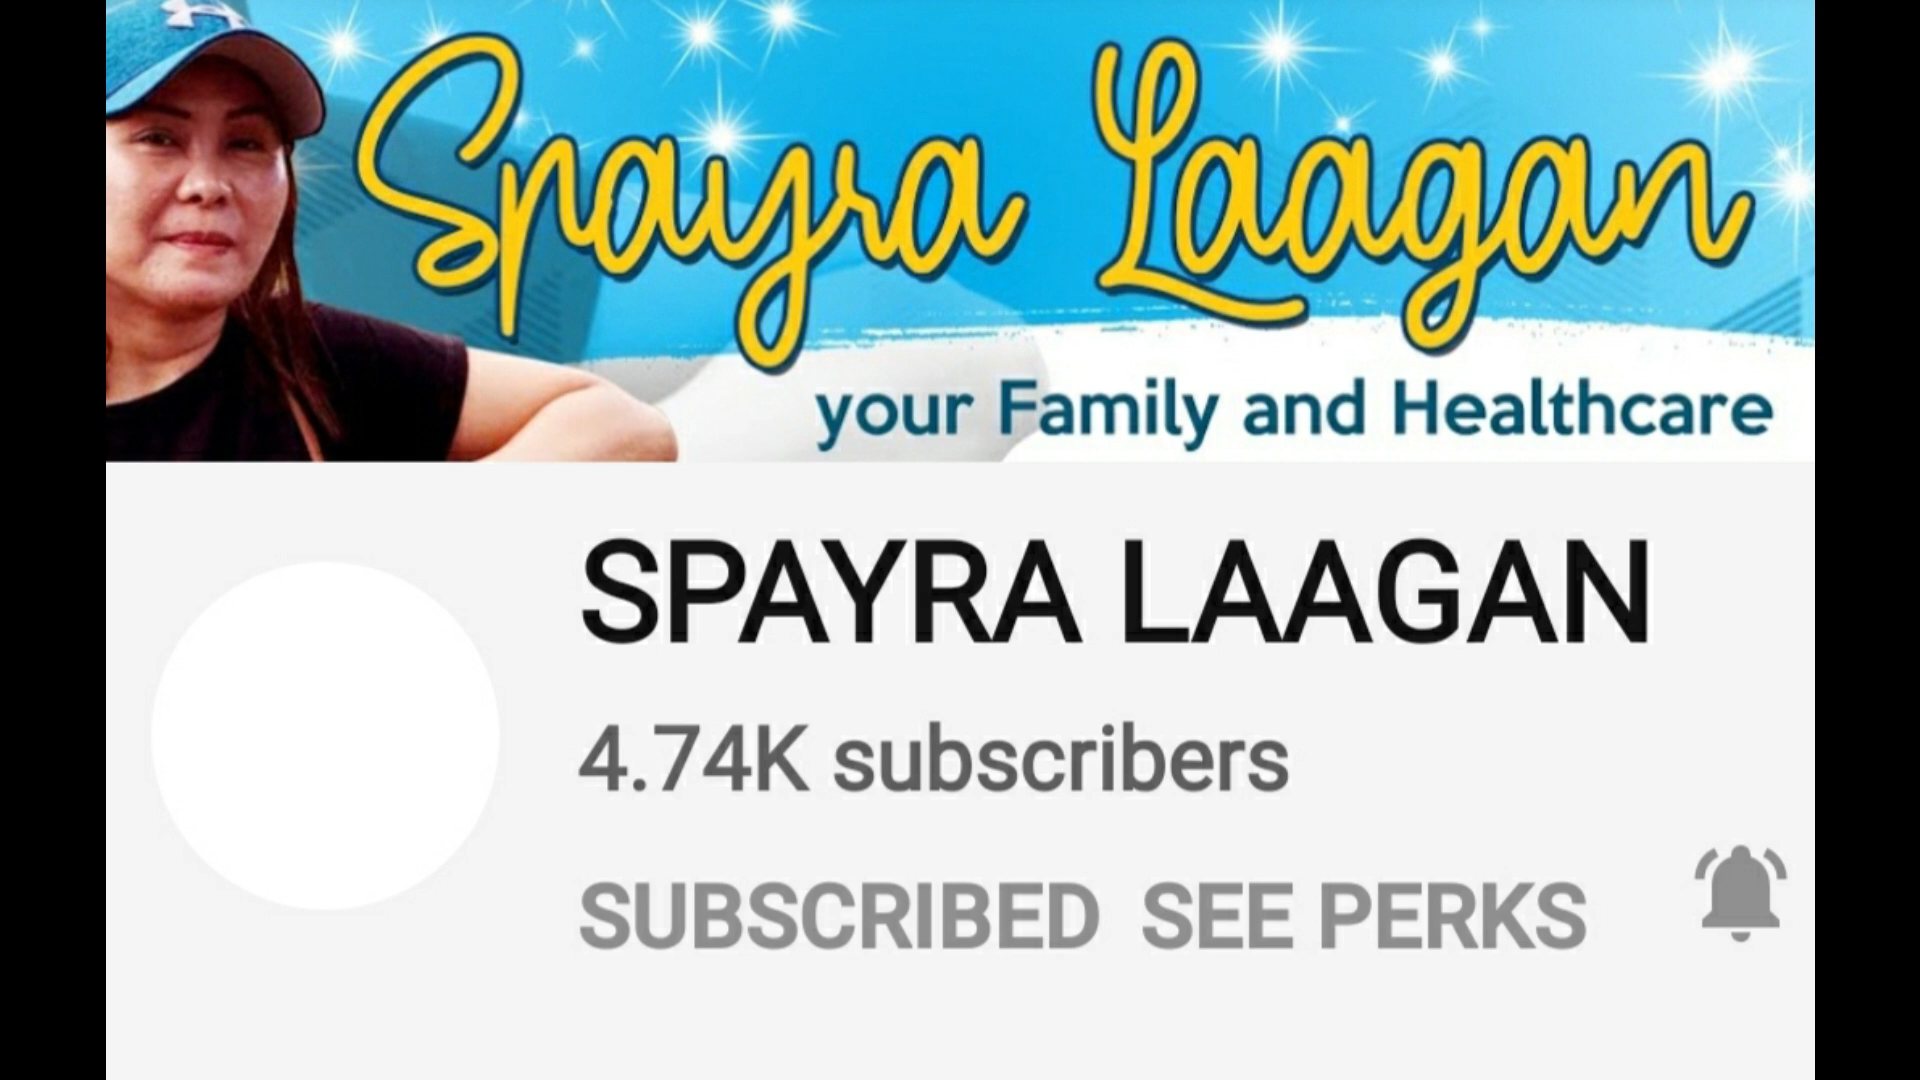 Spayra Laagan
your Family and Healthcare
SPAYRA LAAGAN
4.74K subscribers
SUBSCRIBED SEE PERKS